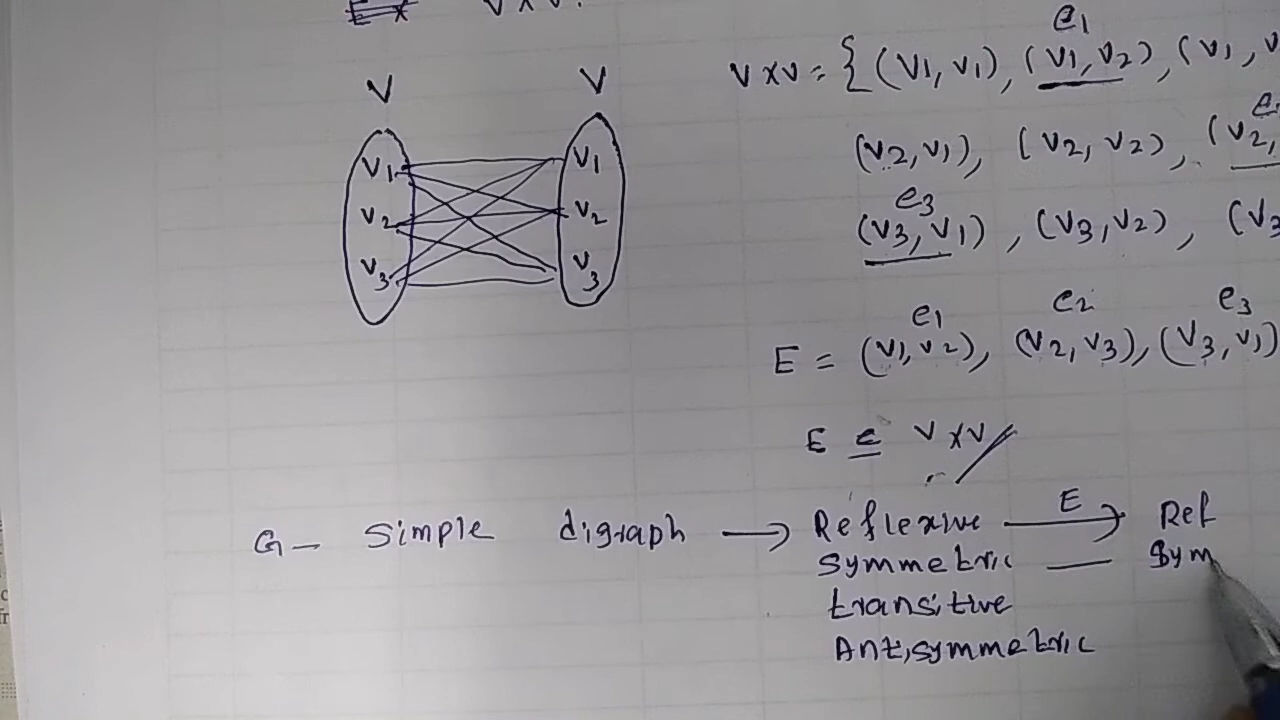 V V
V1 V1
V2 V2
V3 V3
e1
V X V = { (V1, V1), (V1, V2), (V1,
(V2, V1), (V2, V2), (V2,
e3
(V3, V1), (V3, V2), (V3
e1 e2 e3
E = (V1, V2), (V2, V3), (V3, V1)
E ⊆ V X V
G - Simple digraph → Reflexive —E→ Ref
Symmetric — Sym
transitive
Antisymmetric